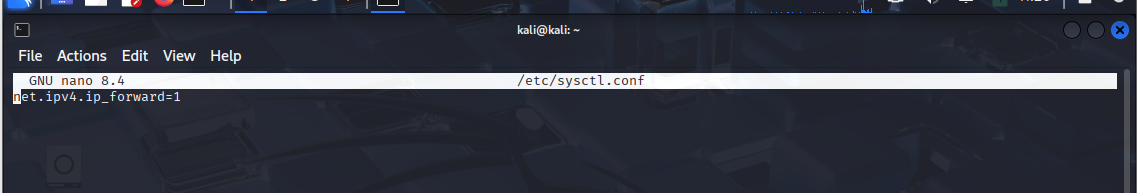 kali@kali: ~
File Actions Edit View Help
GNU nano 8.4 /etc/sysctl.conf
net.ipv4.ip_forward=1